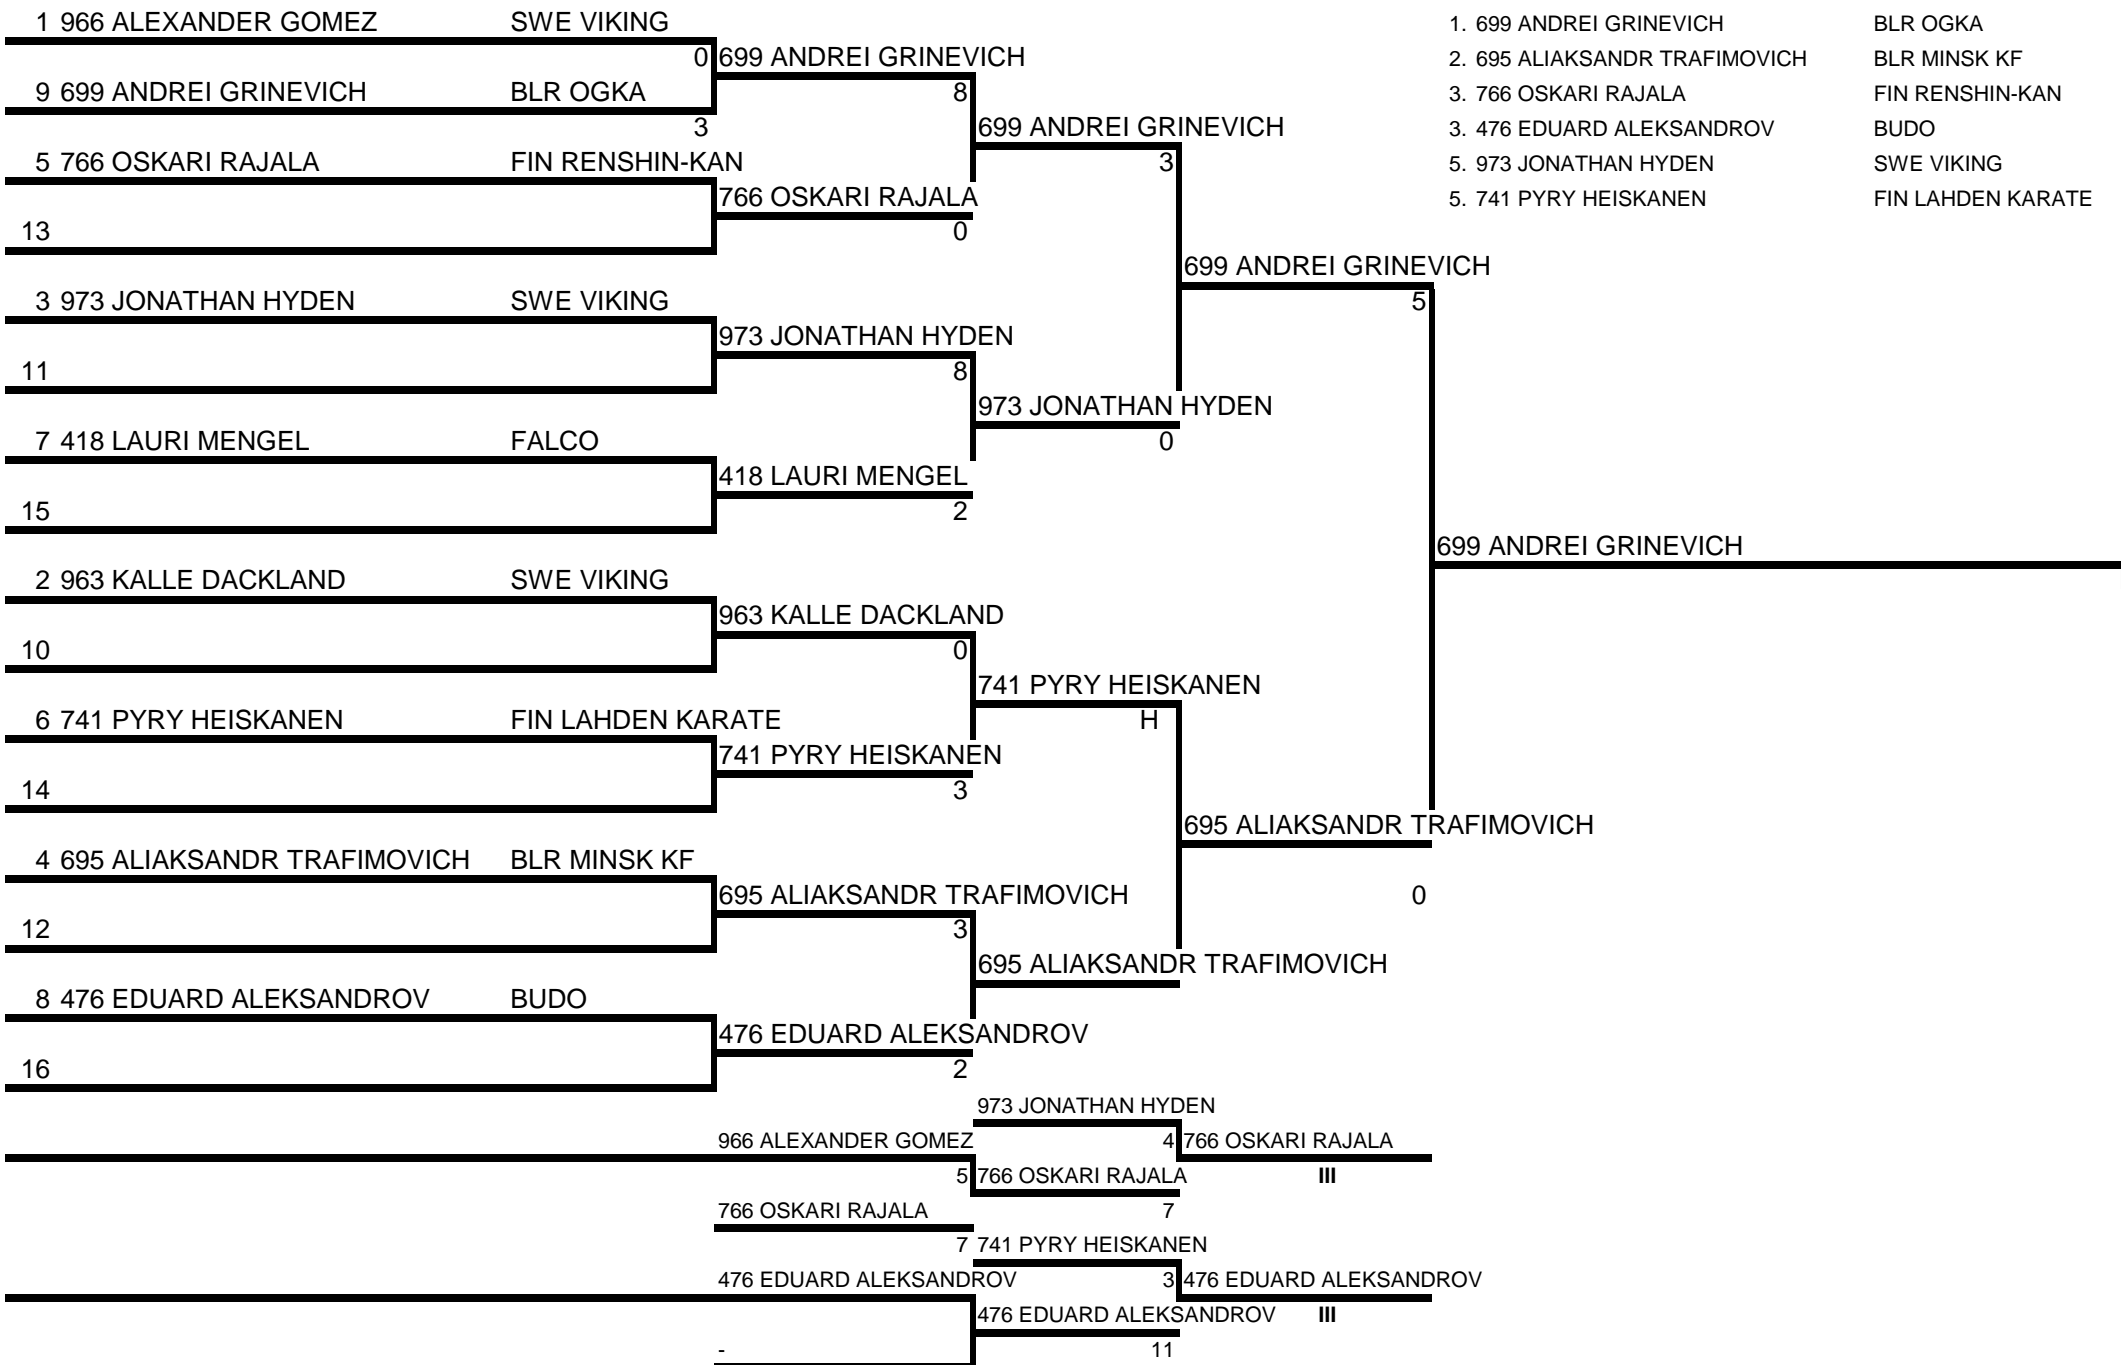 1 966 ALEXANDER GOMEZ SWE VIKING 1. 699 ANDREI GRINEVICH BLR OGKA
0 699 ANDREI GRINEVICH 2. 695 ALIAKSANDR TRAFIMOVICH BLR MINSK KF
9 699 ANDREI GRINEVICH BLR OGKA 8 3. 766 OSKARI RAJALA FIN RENSHIN-KAN
3 699 ANDREI GRINEVICH 3. 476 EDUARD ALEKSANDROV BUDO
5 766 OSKARI RAJALA FIN RENSHIN-KAN 3 5. 973 JONATHAN HYDEN SWE VIKING
766 OSKARI RAJALA 5. 741 PYRY HEISKANEN FIN LAHDEN KARATE
13 0
699 ANDREI GRINEVICH
3 973 JONATHAN HYDEN SWE VIKING 5
973 JONATHAN HYDEN
11 8
973 JONATHAN HYDEN
7 418 LAURI MENGEL FALCO 0
418 LAURI MENGEL
15 2
699 ANDREI GRINEVICH
2 963 KALLE DACKLAND SWE VIKING
963 KALLE DACKLAND
10 0
741 PYRY HEISKANEN
6 741 PYRY HEISKANEN FIN LAHDEN KARATE H
741 PYRY HEISKANEN
14 3
695 ALIAKSANDR TRAFIMOVICH
4 695 ALIAKSANDR TRAFIMOVICH BLR MINSK KF
695 ALIAKSANDR TRAFIMOVICH 0
12 3
695 ALIAKSANDR TRAFIMOVICH
8 476 EDUARD ALEKSANDROV BUDO
476 EDUARD ALEKSANDROV
16 2
973 JONATHAN HYDEN
966 ALEXANDER GOMEZ 4 766 OSKARI RAJALA
5 766 OSKARI RAJALA III
766 OSKARI RAJALA 7
7 741 PYRY HEISKANEN
476 EDUARD ALEKSANDROV 3 476 EDUARD ALEKSANDROV
476 EDUARD ALEKSANDROV III
- 11